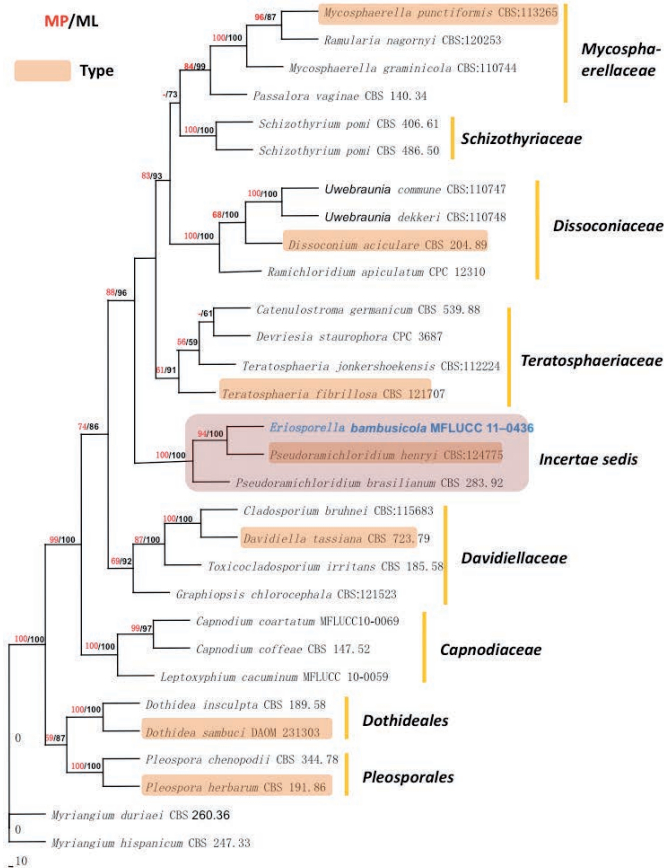 MP/ML
Type
96/87
Mycosphaerella punctiformis CBS:113265
100/100
Ramularia nagornyi CBS:120253
84/99
Mycosphaerella graminicola CBS:110744
Mycospha-
erellaceae
-/73
Passalora vaginae CBS 140.34
Schizothyrium pomi CBS 406.61
100/100
Schizothyriaceae
Schizothyrium pomi CBS 486.50
83/93
Uwebraunia commune CBS:110747
100/100
68/100
Uwebraunia dekkeri CBS:110748
Dissoconiaceae
100/100
Dissoconium aciculare CBS 204.89
Ramichloridium apiculatum CPC 12310
88/96
Catenulostroma germanicum CBS 539.88
-/61
Devriesia staurophora CPC 3687
56/59
Teratosphaeriaceae
Teratosphaeria jonkershoekensis CBS:112224
61/91
Teratosphaeria fibrillosa CBS 121707
74/86
Eriosporella bambusicola MFLUCC 11–0436
94/100
100/100
Pseudoramichloridium henryi CBS:124775
Incertae sedis
Pseudoramichloridium brasilianum CBS 283.92
Cladosporium bruhnei CBS:115683
100/100
99/100
87/100
Davidiella tassiana CBS 723.79
69/92
Davidiellaceae
Toxicocladosporium irritans CBS 185.58
Graphiopsis chlorocephala CBS:121523
Capnodium coartatum MFLUCC10-0069
99/97
100/100
100/100
Capnodium coffeae CBS 147.52
Capnodiaceae
Leptoxyphium cacuminum MFLUCC 10-0059
Dothidea insculpta CBS 189.58
100/100
Dothideales
Dothidea sambuci DAOM 231303
0
59/87
Pleospora chenopodii CBS 344.78
100/100
Pleosporales
Pleospora herbarum CBS 191.86
Myriangium duriaei CBS 260.36
0
Myriangium hispanicum CBS 247.33
10